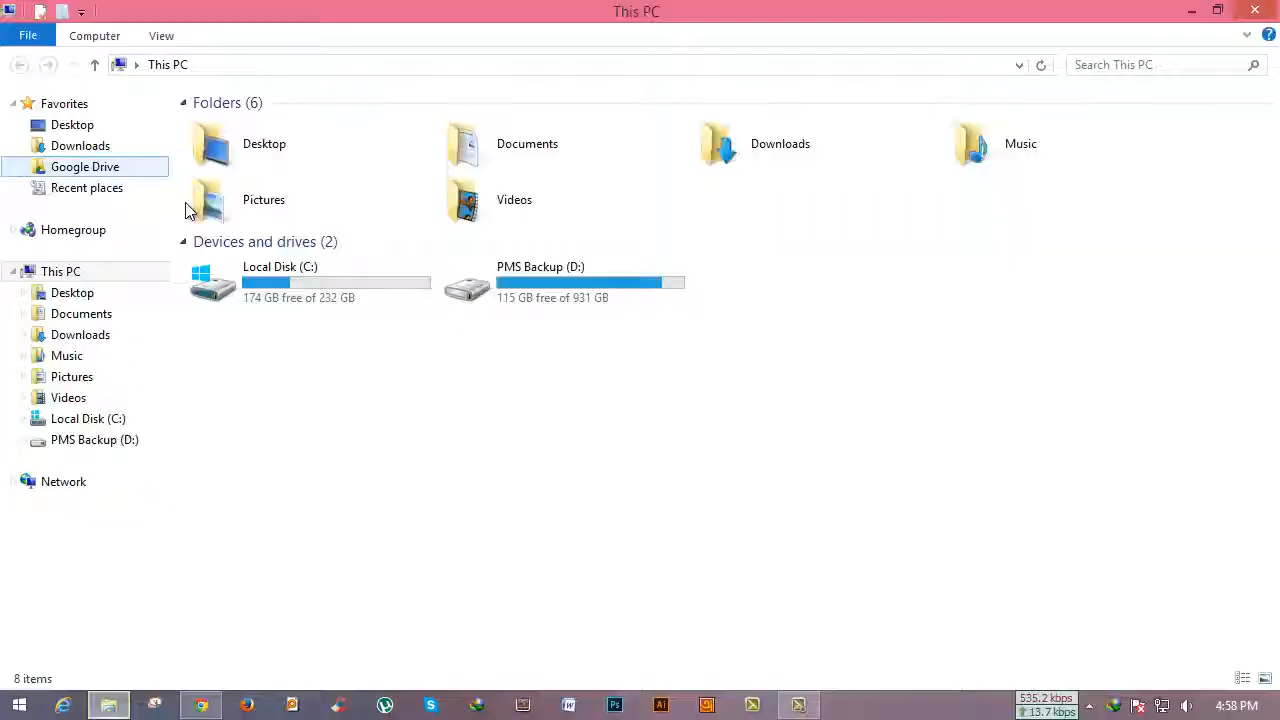 This PC
File Computer View ?
This PC Search This PC
Favorites
Desktop
Downloads
Google Drive
Recent places
Homegroup
This PC
Desktop
Documents
Downloads
Music
Pictures
Videos
Local Disk (C:)
PMS Backup (D:)
Network
Folders (6)
Desktop Documents Downloads Music
Pictures Videos
Devices and drives (2)
Local Disk (C:) PMS Backup (D:)
174 GB free of 232 GB 115 GB free of 931 GB
8 items
W Ps Ai
535.2 kbps
13.7 kbps
4:58 PM